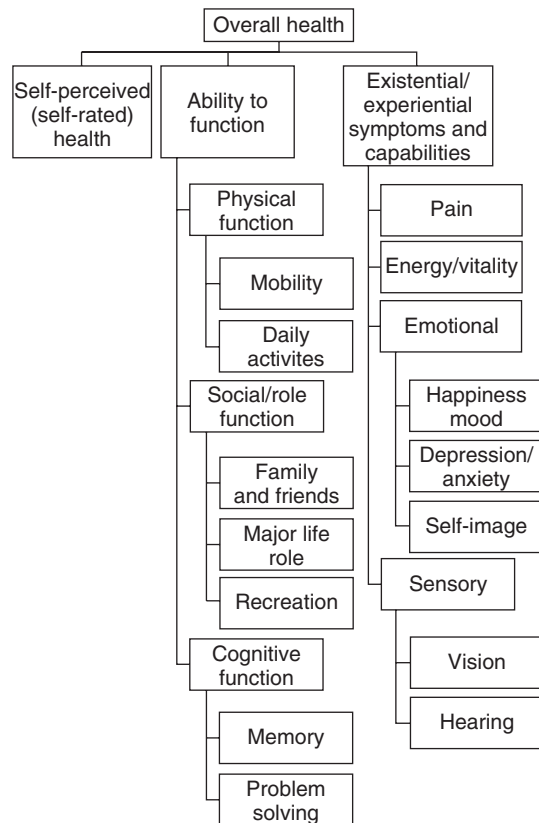 Overall health
Self-perceived
(self-rated)
health
Ability to
function
Existential/
experiential
symptoms and
capabilities
Physical
function
Mobility
Daily
activites
Social/role
function
Family
and friends
Major life
role
Recreation
Cognitive
function
Memory
Problem
solving
Pain
Energy/vitality
Emotional
Happiness
mood
Depression/
anxiety
Self-image
Sensory
Vision
Hearing